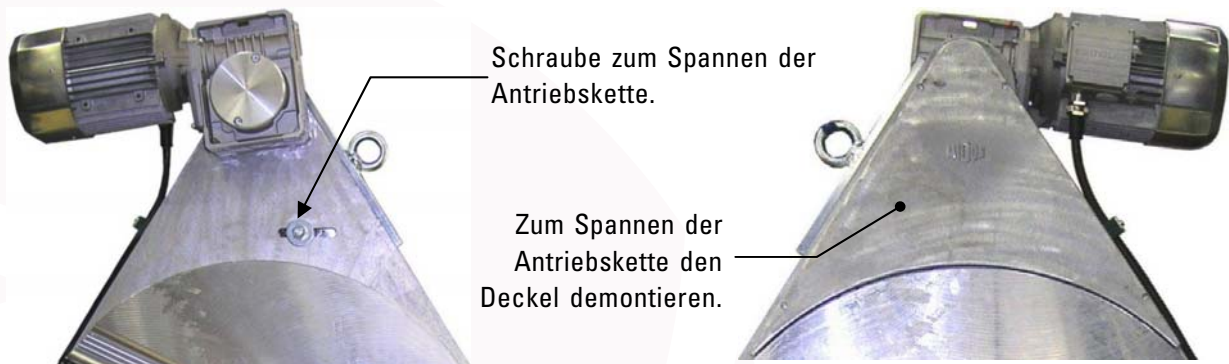 Schraube zum Spannen der
Antriebskette.
Zum Spannen der
Antriebskette den
Deckel demontieren.